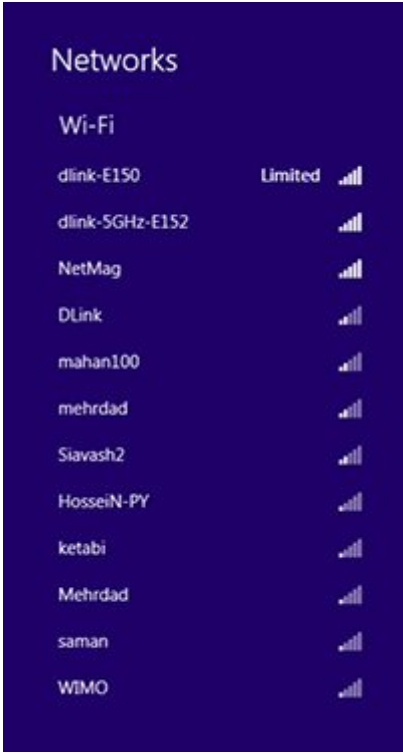 Networks
Wi-Fi
dlink-E150 Limited
dlink-5GHz-E152
NetMag
DLink
mahan100
mehrdad
Siavash2
HosseiN-PY
ketabi
Mehrdad
saman
WIMO